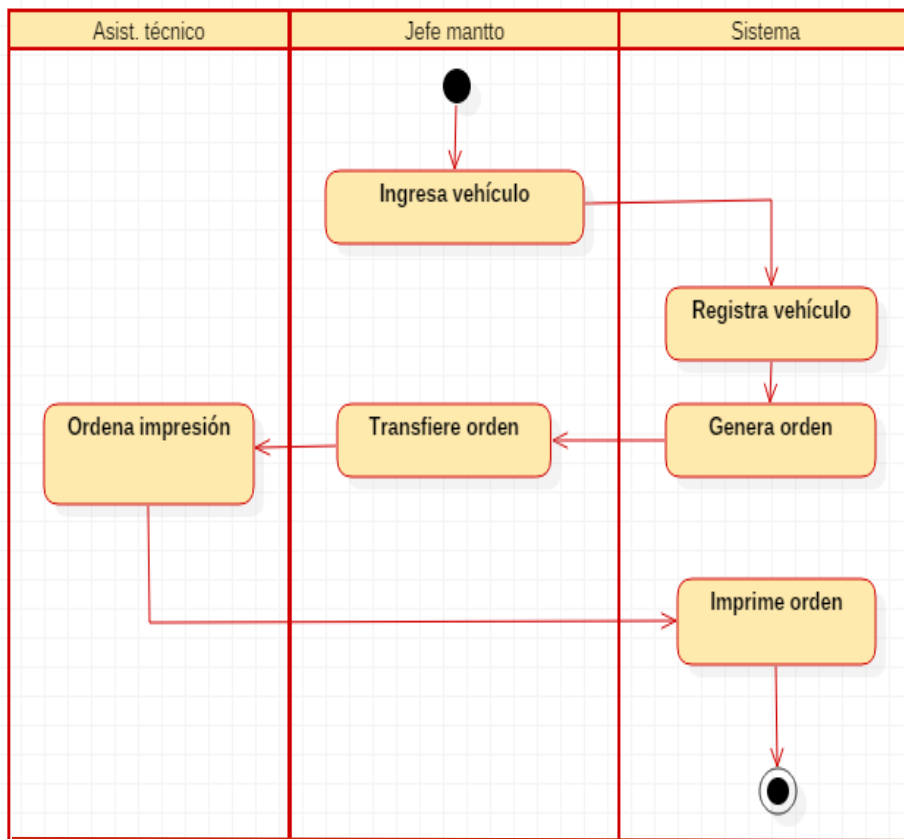 Asist. técnico
Jefe mantto
Sistema
Ingresa vehículo
Registra vehículo
Ordena impresión
Transfiere orden
Genera orden
Imprime orden